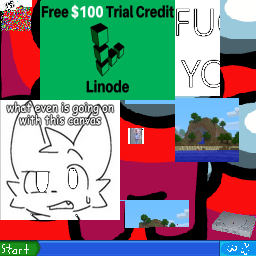 Free $100 Trial Credit
Linode
FU
YO
what even is going on
with this canvas
Start